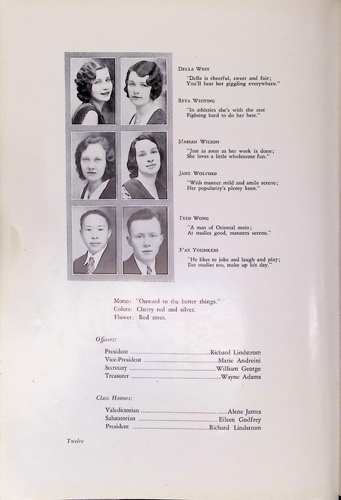 DELLA WEST
"Della is cheerful, sweet and fair;
You'll hear her giggling everywhere."
RETA WHITING
"In athletics she's with the rest
Fighting hard to do her best."
MARIAN WILSON
"Just as soon as her work is done;
She loves a little wholesome fun."
JANE WOLFORD
"With manner mild and smile serene;
Her popularity's plenty keen."
FRED WONG
"A man of Oriental mein;
At studies good, manners serene."
MAX YOUNKERS
"He likes to joke and laugh and play;
But studies too, make up his day."
Motto: "Onward to the better things."
Colors: Cherry red and silver.
Flower: Red roses.
Officers:
President Richard Lindstrom
Vice-President Marie Andreini
Secretary William George
Treasurer Wayne Adams
Class Honors:
Valedictorian Alene James
Salutatorian Eileen Godfrey
President Richard Lindstrom
Twelve